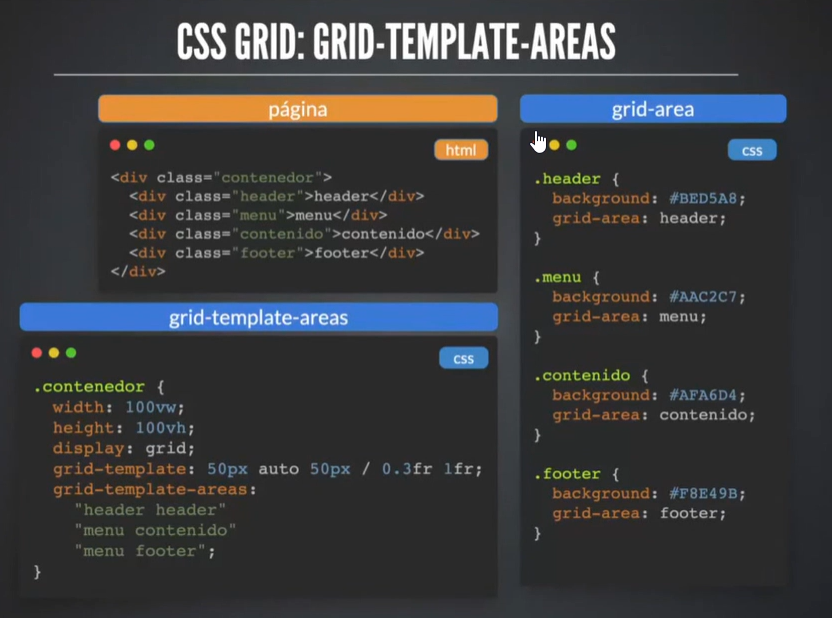 CSS GRID: GRID-TEMPLATE-AREAS
página
html
<div class="contenedor">
<div class="header">header</div>
<div class="menu">menu</div>
<div class="contenido">contenido</div>
<div class="footer">footer</div>
</div>
grid-template-areas
css
.contenedor {
width: 100vw;
height: 100vh;
display: grid;
grid-template: 50px auto 50px / 0.3fr 1fr;
grid-template-areas:
"header header"
"menu contenido"
"menu footer";
}
grid-area
css
.header {
background: #BED5A8;
grid-area: header;
}
.menu {
background: #AAC2C7;
grid-area: menu;
}
.contenido {
background: #AFA6D4;
grid-area: contenido;
}
.footer {
background: #F8E49B;
grid-area: footer;
}